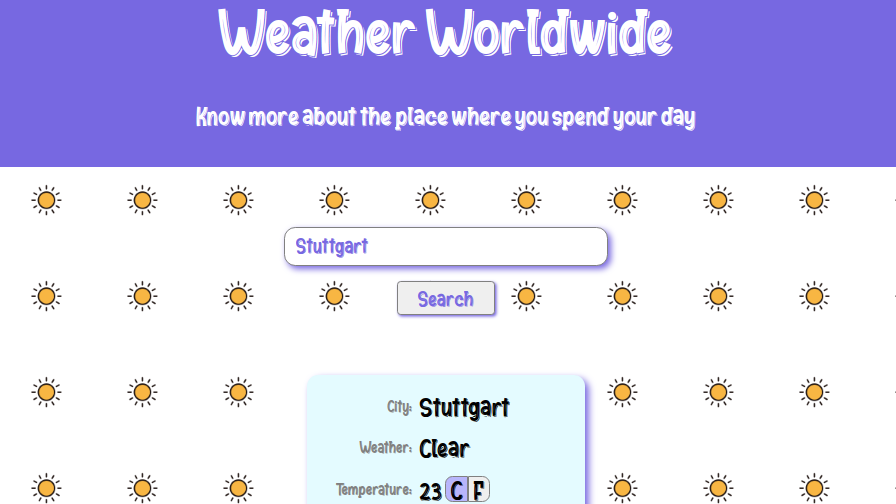 Weather Worldwide
Know more about the place where you spend your day
Stuttgart
Search
City: Stuttgart
Weather: Clear
Temperature: 23 C F